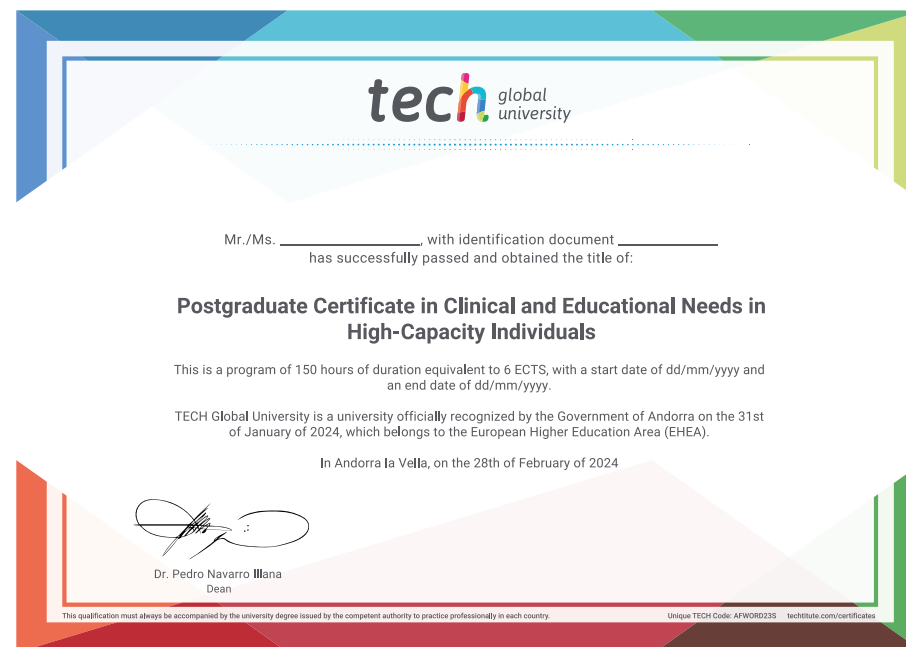 tech global
university
Mr./Ms. ____________, with identification document ____________
has successfully passed and obtained the title of:
Postgraduate Certificate in Clinical and Educational Needs in
High-Capacity Individuals
This is a program of 150 hours of duration equivalent to 6 ECTS, with a start date of dd/mm/yyyy and
an end date of dd/mm/yyyy.
TECH Global University is a university officially recognized by the Government of Andorra on the 31st
of January of 2024, which belongs to the European Higher Education Area (EHEA).
In Andorra la Vella, on the 28th of February of 2024
Dr. Pedro Navarro Illana
Dean
This qualification must always be accompanied by the university degree issued by the competent authority to practice professionally in each country.
Unique TECH Code: AFWORD23S techtitute.com/certificates